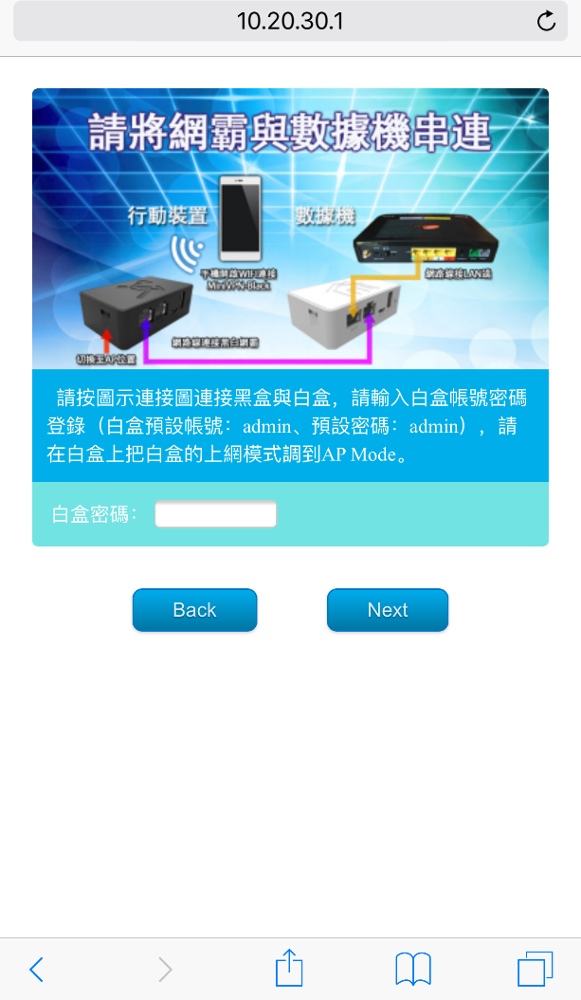 10.20.30.1
請將網霸與數據機串連
行動裝置
數據機
手機開啟WIFI連接
MiniVPN-Black
網路線接LAN端
網路線連接黑白網霸
切換至AP位置
請按圖示連接圖連接黑盒與白盒，請輸入白盒帳號密碼
登錄（白盒預設帳號：admin、預設密碼：admin），請
在白盒上把白盒的上網模式調到AP Mode。
白盒密碼：
Back
Next